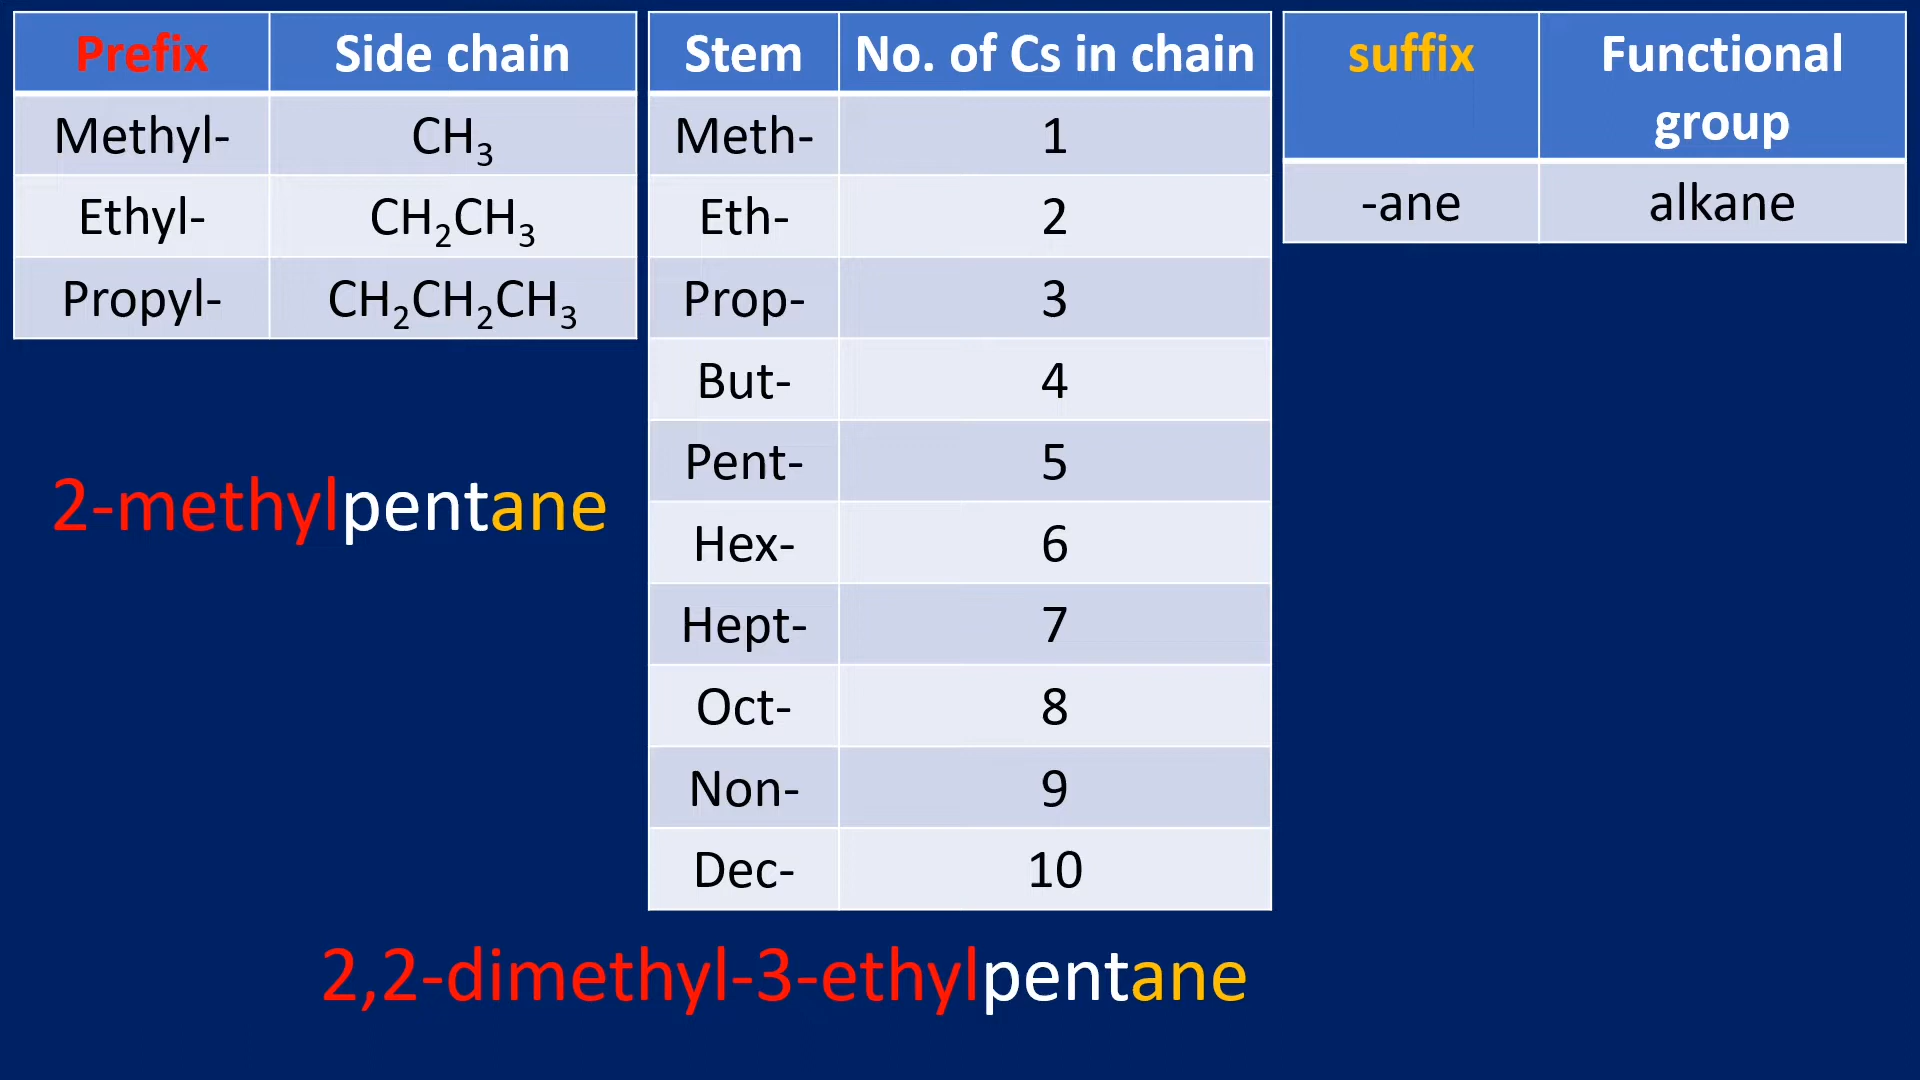 Prefix Side chain
Methyl- CH₃
Ethyl- CH₂CH₃
Propyl- CH₂CH₂CH₃
2-methylpentane
Stem No. of Cs in chain
Meth- 1
Eth- 2
Prop- 3
But- 4
Pent- 5
Hex- 6
Hept- 7
Oct- 8
Non- 9
Dec- 10
suffix Functional
group
-ane alkane
2,2-dimethyl-3-ethylpentane